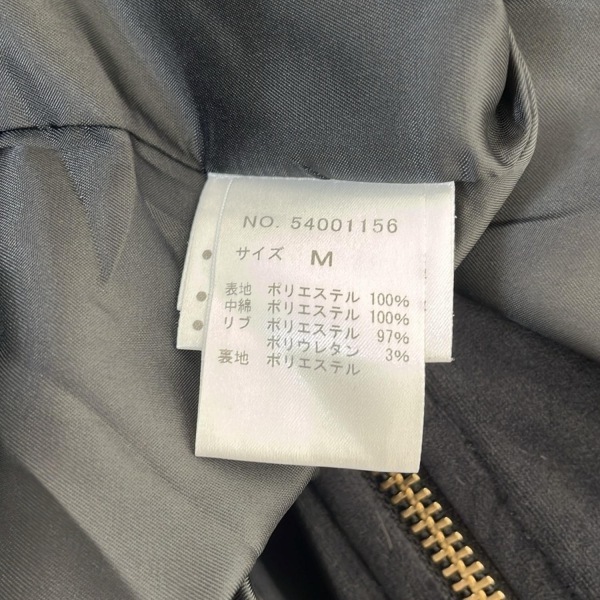 NO. 54001156
サイズ M
表地 ポリエステル 100%
中綿 ポリエステル 100%
リブ ポリエステル 97%
ポリウレタン 3%
裏地 ポリエステル